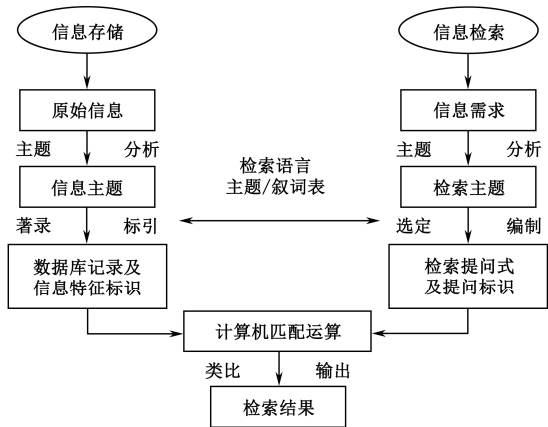 信息存储
信息检索
原始信息
信息需求
主题 分析
主题 分析
信息主题
检索语言
主题/叙词表
检索主题
著录 标引
选定 编制
数据库记录及
信息特征标识
检索提问式
及提问标识
计算机匹配运算
类比 输出
检索结果